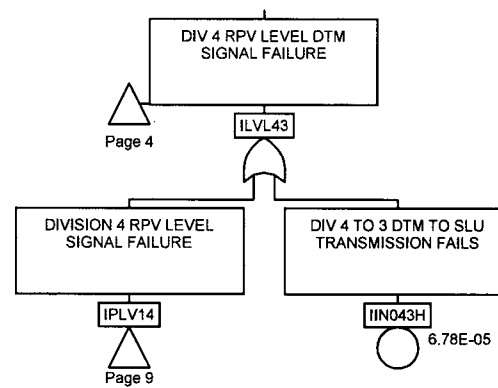 DIV 4 RPV LEVEL DTM
SIGNAL FAILURE
Page 4
ILVL43
DIVISION 4 RPV LEVEL
SIGNAL FAILURE
DIV 4 TO 3 DTM TO SLU
TRANSMISSION FAILS
IPLV14
IIN043H
6.78E-05
Page 9